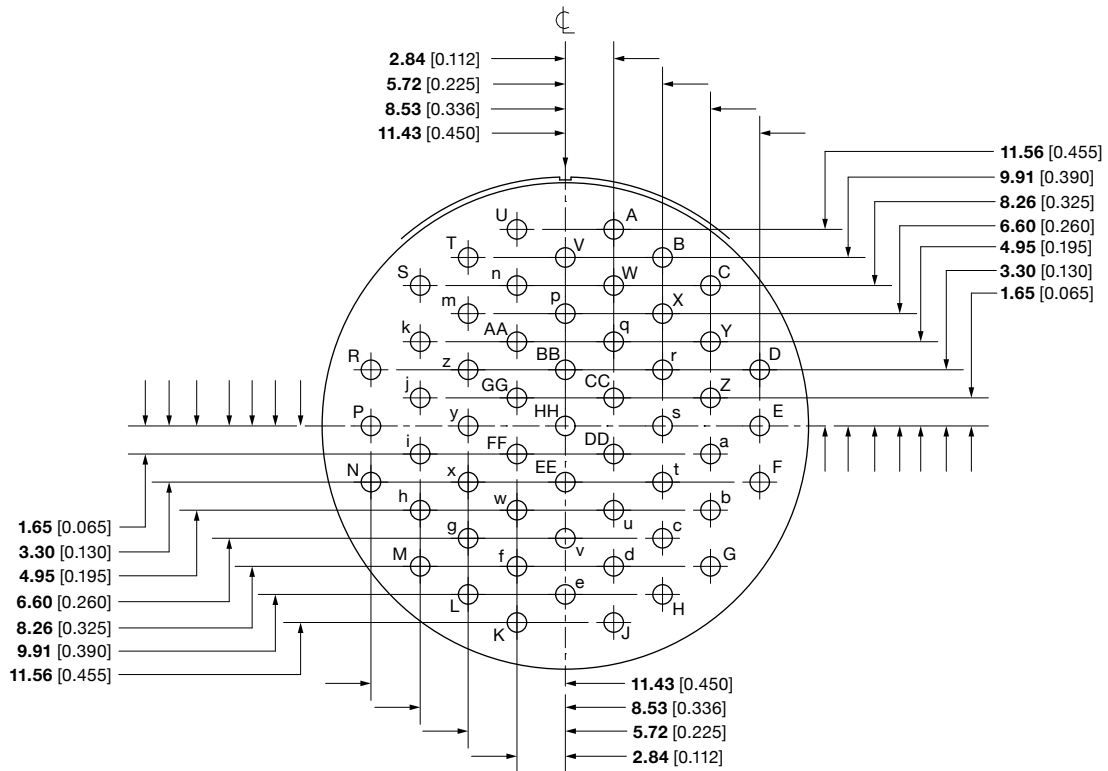 ℄
2.84 [0.112]
5.72 [0.225]
8.53 [0.336]
11.43 [0.450]
11.56 [0.455]
9.91 [0.390]
8.26 [0.325]
6.60 [0.260]
4.95 [0.195]
3.30 [0.130]
1.65 [0.065]
U A
T V B
S n W C
m p X
k AA q Y
R z BB r D
j GG CC Z
P y HH s E
i FF DD a
N x EE t F
h w u b
g v c
M f d G
L e H
K J
1.65 [0.065]
3.30 [0.130]
4.95 [0.195]
6.60 [0.260]
8.26 [0.325]
9.91 [0.390]
11.56 [0.455]
11.43 [0.450]
8.53 [0.336]
5.72 [0.225]
2.84 [0.112]